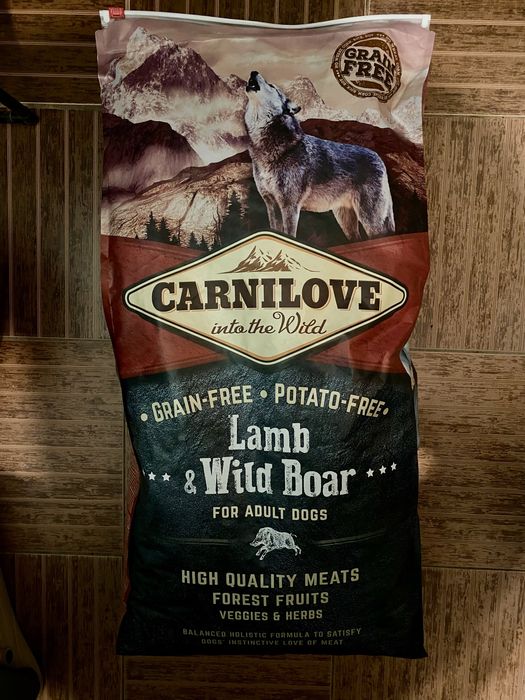 GRAIN
FREE
CARNILOVE
into the Wild
• GRAIN-FREE • POTATO-FREE •
Lamb
& Wild Boar
FOR ADULT DOGS
HIGH QUALITY MEATS
FOREST FRUITS
VEGGIES & HERBS
BALANCED HOLISTIC FORMULA TO SATISFY
DOGS' INSTINCTIVE LOVE OF MEAT